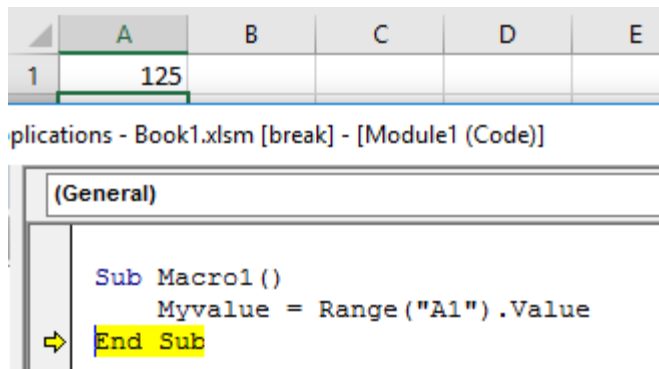 A B C D E
1 125
plications - Book1.xlsm [break] - [Module1 (Code)]
(General)
Sub Macro1()
Myvalue = Range("A1").Value
End Sub